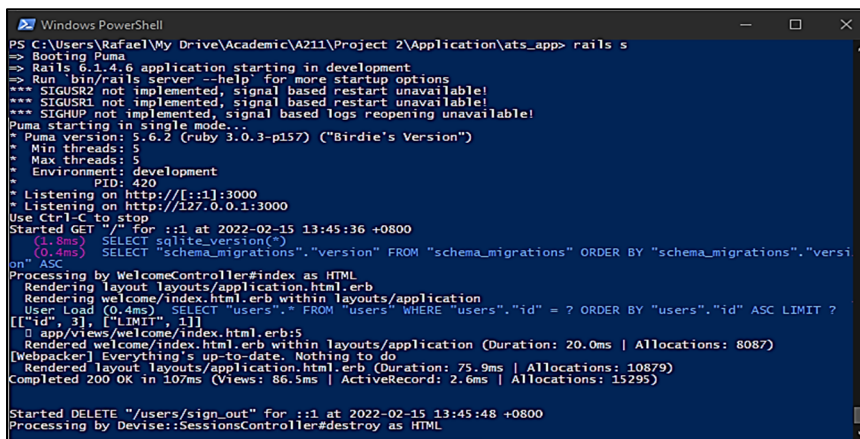 Windows PowerShell
PS C:\Users\Rafael\My Drive\Academic\A211\Project 2\Application\ats_app> rails s
=> Booting Puma
=> Rails 6.1.4.6 application starting in development
=> Run `bin/rails server --help` for more startup options
*** SIGUSR2 not implemented, signal based restart unavailable!
*** SIGUSR1 not implemented, signal based restart unavailable!
*** SIGHUP not implemented, signal based logs reopening unavailable!
Puma starting in single mode...
* Puma version: 5.6.2 (ruby 3.0.3-p157) ("Birdie's Version")
*  Min threads: 5
*  Max threads: 5
*  Environment: development
*          PID: 420
* Listening on http://[::1]:3000
* Listening on http://127.0.0.1:3000
Use Ctrl-C to stop
Started GET "/" for ::1 at 2022-02-15 13:45:36 +0800
   (1.8ms)  SELECT sqlite_version(*)
   (0.4ms)  SELECT "schema_migrations"."version" FROM "schema_migrations" ORDER BY "schema_migrations"."versi
on" ASC
Processing by WelcomeController#index as HTML
  Rendering layout layouts/application.html.erb
  Rendering welcome/index.html.erb within layouts/application
  User Load (0.4ms)  SELECT "users".* FROM "users" WHERE "users"."id" = ? ORDER BY "users"."id" ASC LIMIT ?
[["id", 3], ["LIMIT", 1]]
  ▯ app/views/welcome/index.html.erb:5
  Rendered welcome/index.html.erb within layouts/application (Duration: 20.0ms | Allocations: 8087)
[Webpacker] Everything's up-to-date. Nothing to do
  Rendered layout layouts/application.html.erb (Duration: 75.9ms | Allocations: 10879)
Completed 200 OK in 107ms (Views: 86.5ms | ActiveRecord: 2.6ms | Allocations: 15295)
Started DELETE "/users/sign_out" for ::1 at 2022-02-15 13:45:48 +0800
Processing by Devise::SessionsController#destroy as HTML